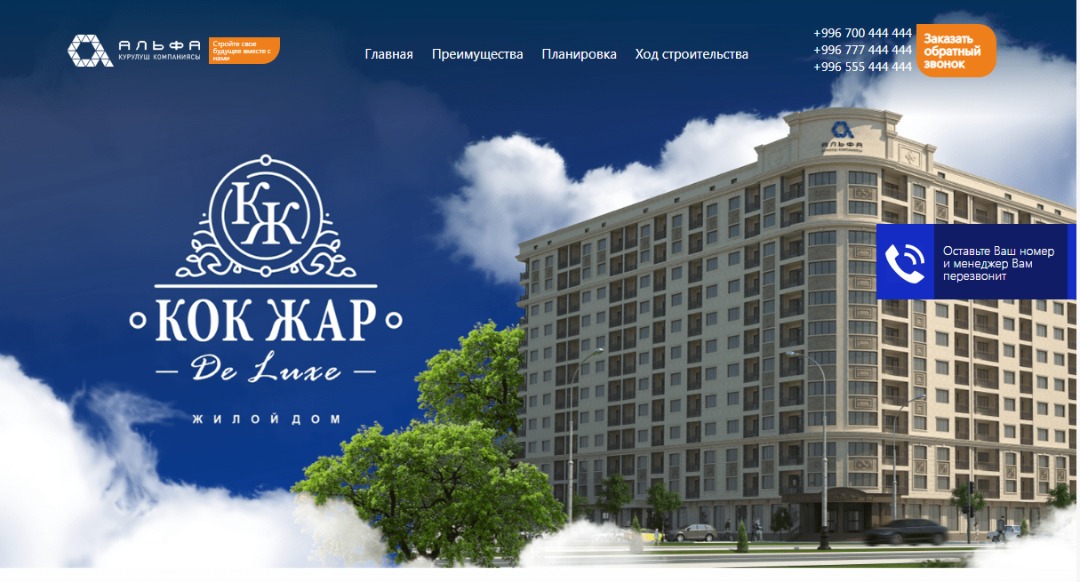 АЛЬФА
КУРУЛУШ КОМПАНИЯСЫ
Стройте свое
будущее вместе с
нами
Главная Преимущества Планировка Ход строительства
+996 700 444 444
+996 777 444 444
+996 555 444 444
Заказать
обратный
звонок
КЖ
КОК ЖАР
De Luxe
ЖИЛОЙ ДОМ
АЛЬФА
КУРУЛУШ КОМПАНИЯСЫ
Оставьте Ваш номер
и менеджер Вам
перезвонит